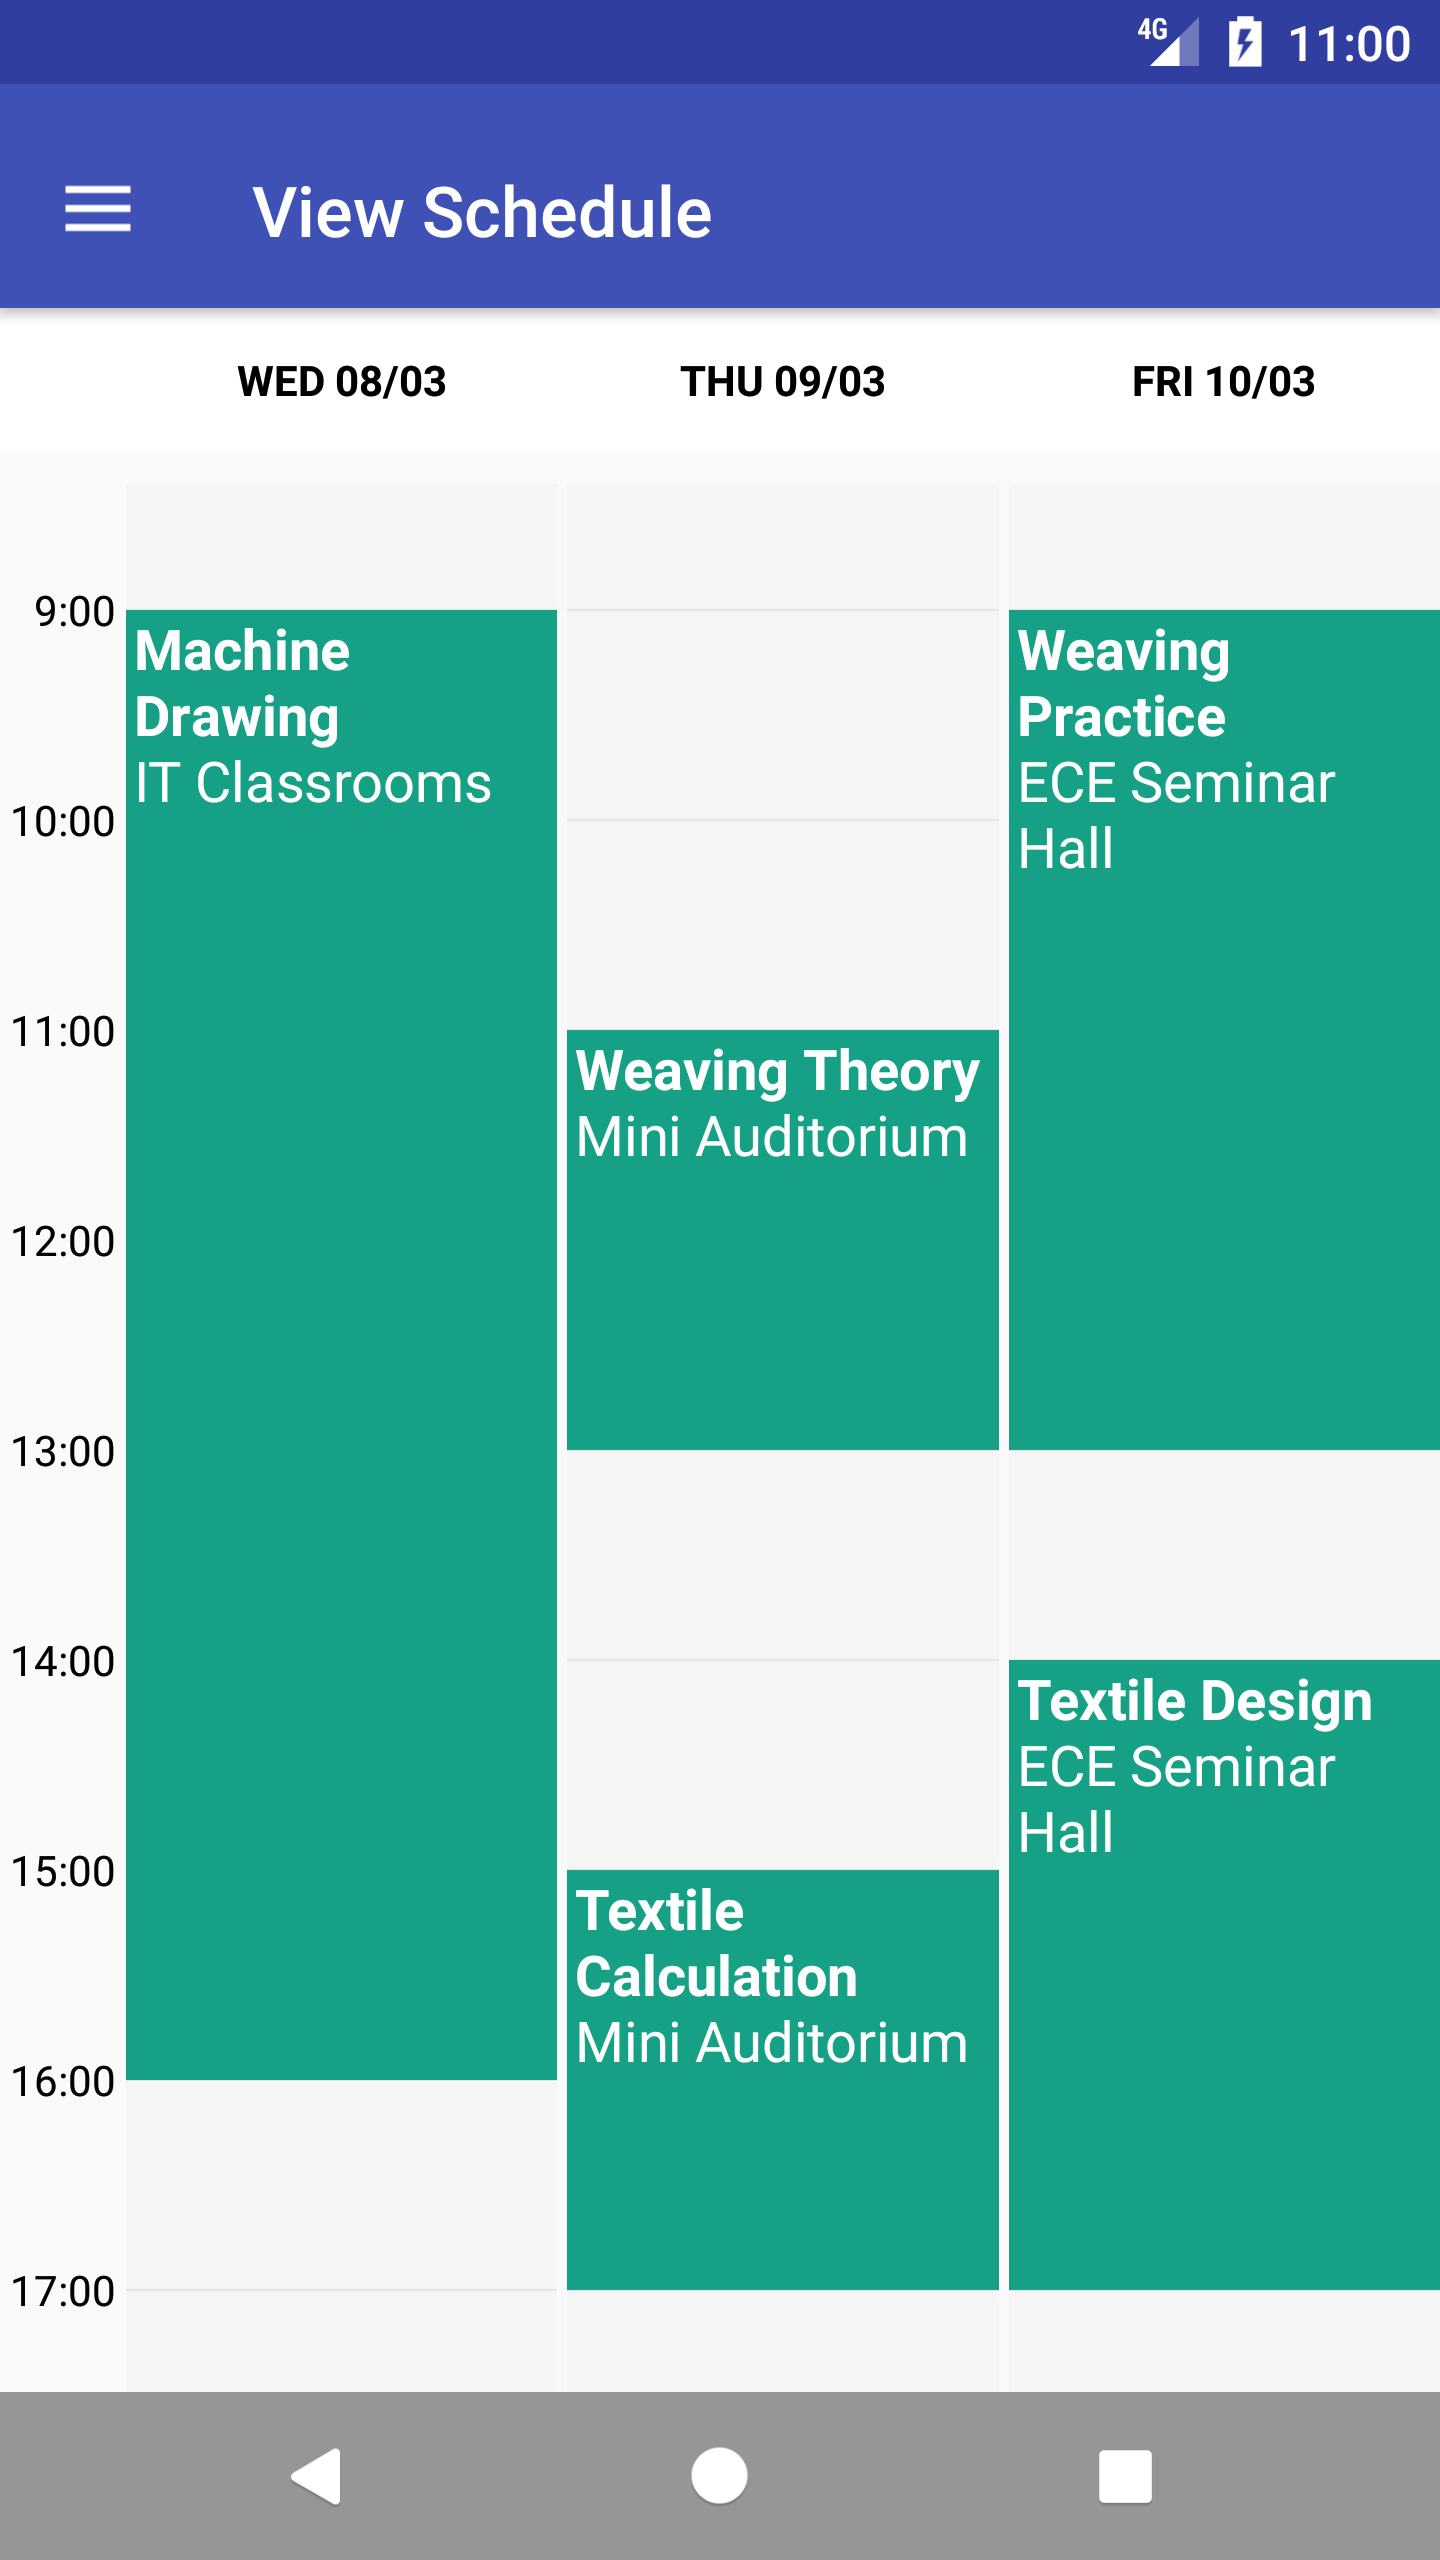 4G 11:00
View Schedule
WED 08/03 THU 09/03 FRI 10/03
9:00
10:00
11:00
12:00
13:00
14:00
15:00
16:00
17:00
Machine
Drawing
IT Classrooms
Weaving Theory
Mini Auditorium
Textile
Calculation
Mini Auditorium
Weaving
Practice
ECE Seminar
Hall
Textile Design
ECE Seminar
Hall